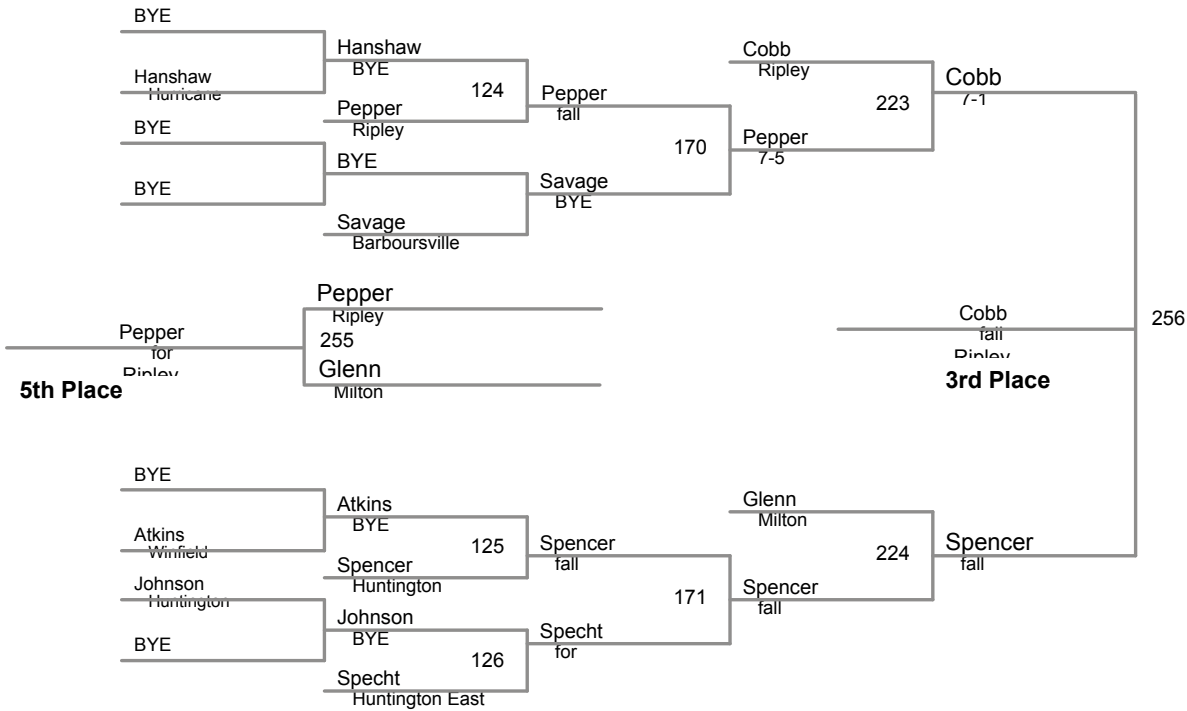 BYE
Hanshaw
BYE
Hanshaw
Hurricane
124
Pepper
Ripley
Pepper
fall
BYE
BYE
BYE
Savage
Barboursville
Savage
BYE
170
Cobb
Ripley
Pepper
7-5
223
Cobb
7-1
Pepper
Ripley
255
Glenn
Milton
Pepper
for
Ripley
5th Place
Cobb
fall
Ripley
3rd Place
256
BYE
Atkins
BYE
Atkins
Winfield
125
Spencer
Huntington
Spencer
fall
Johnson
Huntington
Johnson
BYE
BYE
126
Specht
Huntington East
Specht
for
171
Glenn
Milton
Spencer
fall
224
Spencer
fall